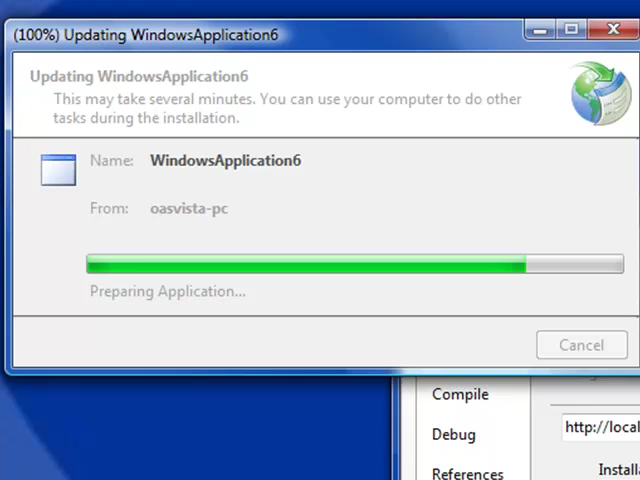 (100%) Updating WindowsApplication6
Updating WindowsApplication6
This may take several minutes. You can use your computer to do other
tasks during the installation.
Name: WindowsApplication6
From: oasvista-pc
Preparing Application...
Cancel
Compile
http://local
Debug
Install
References